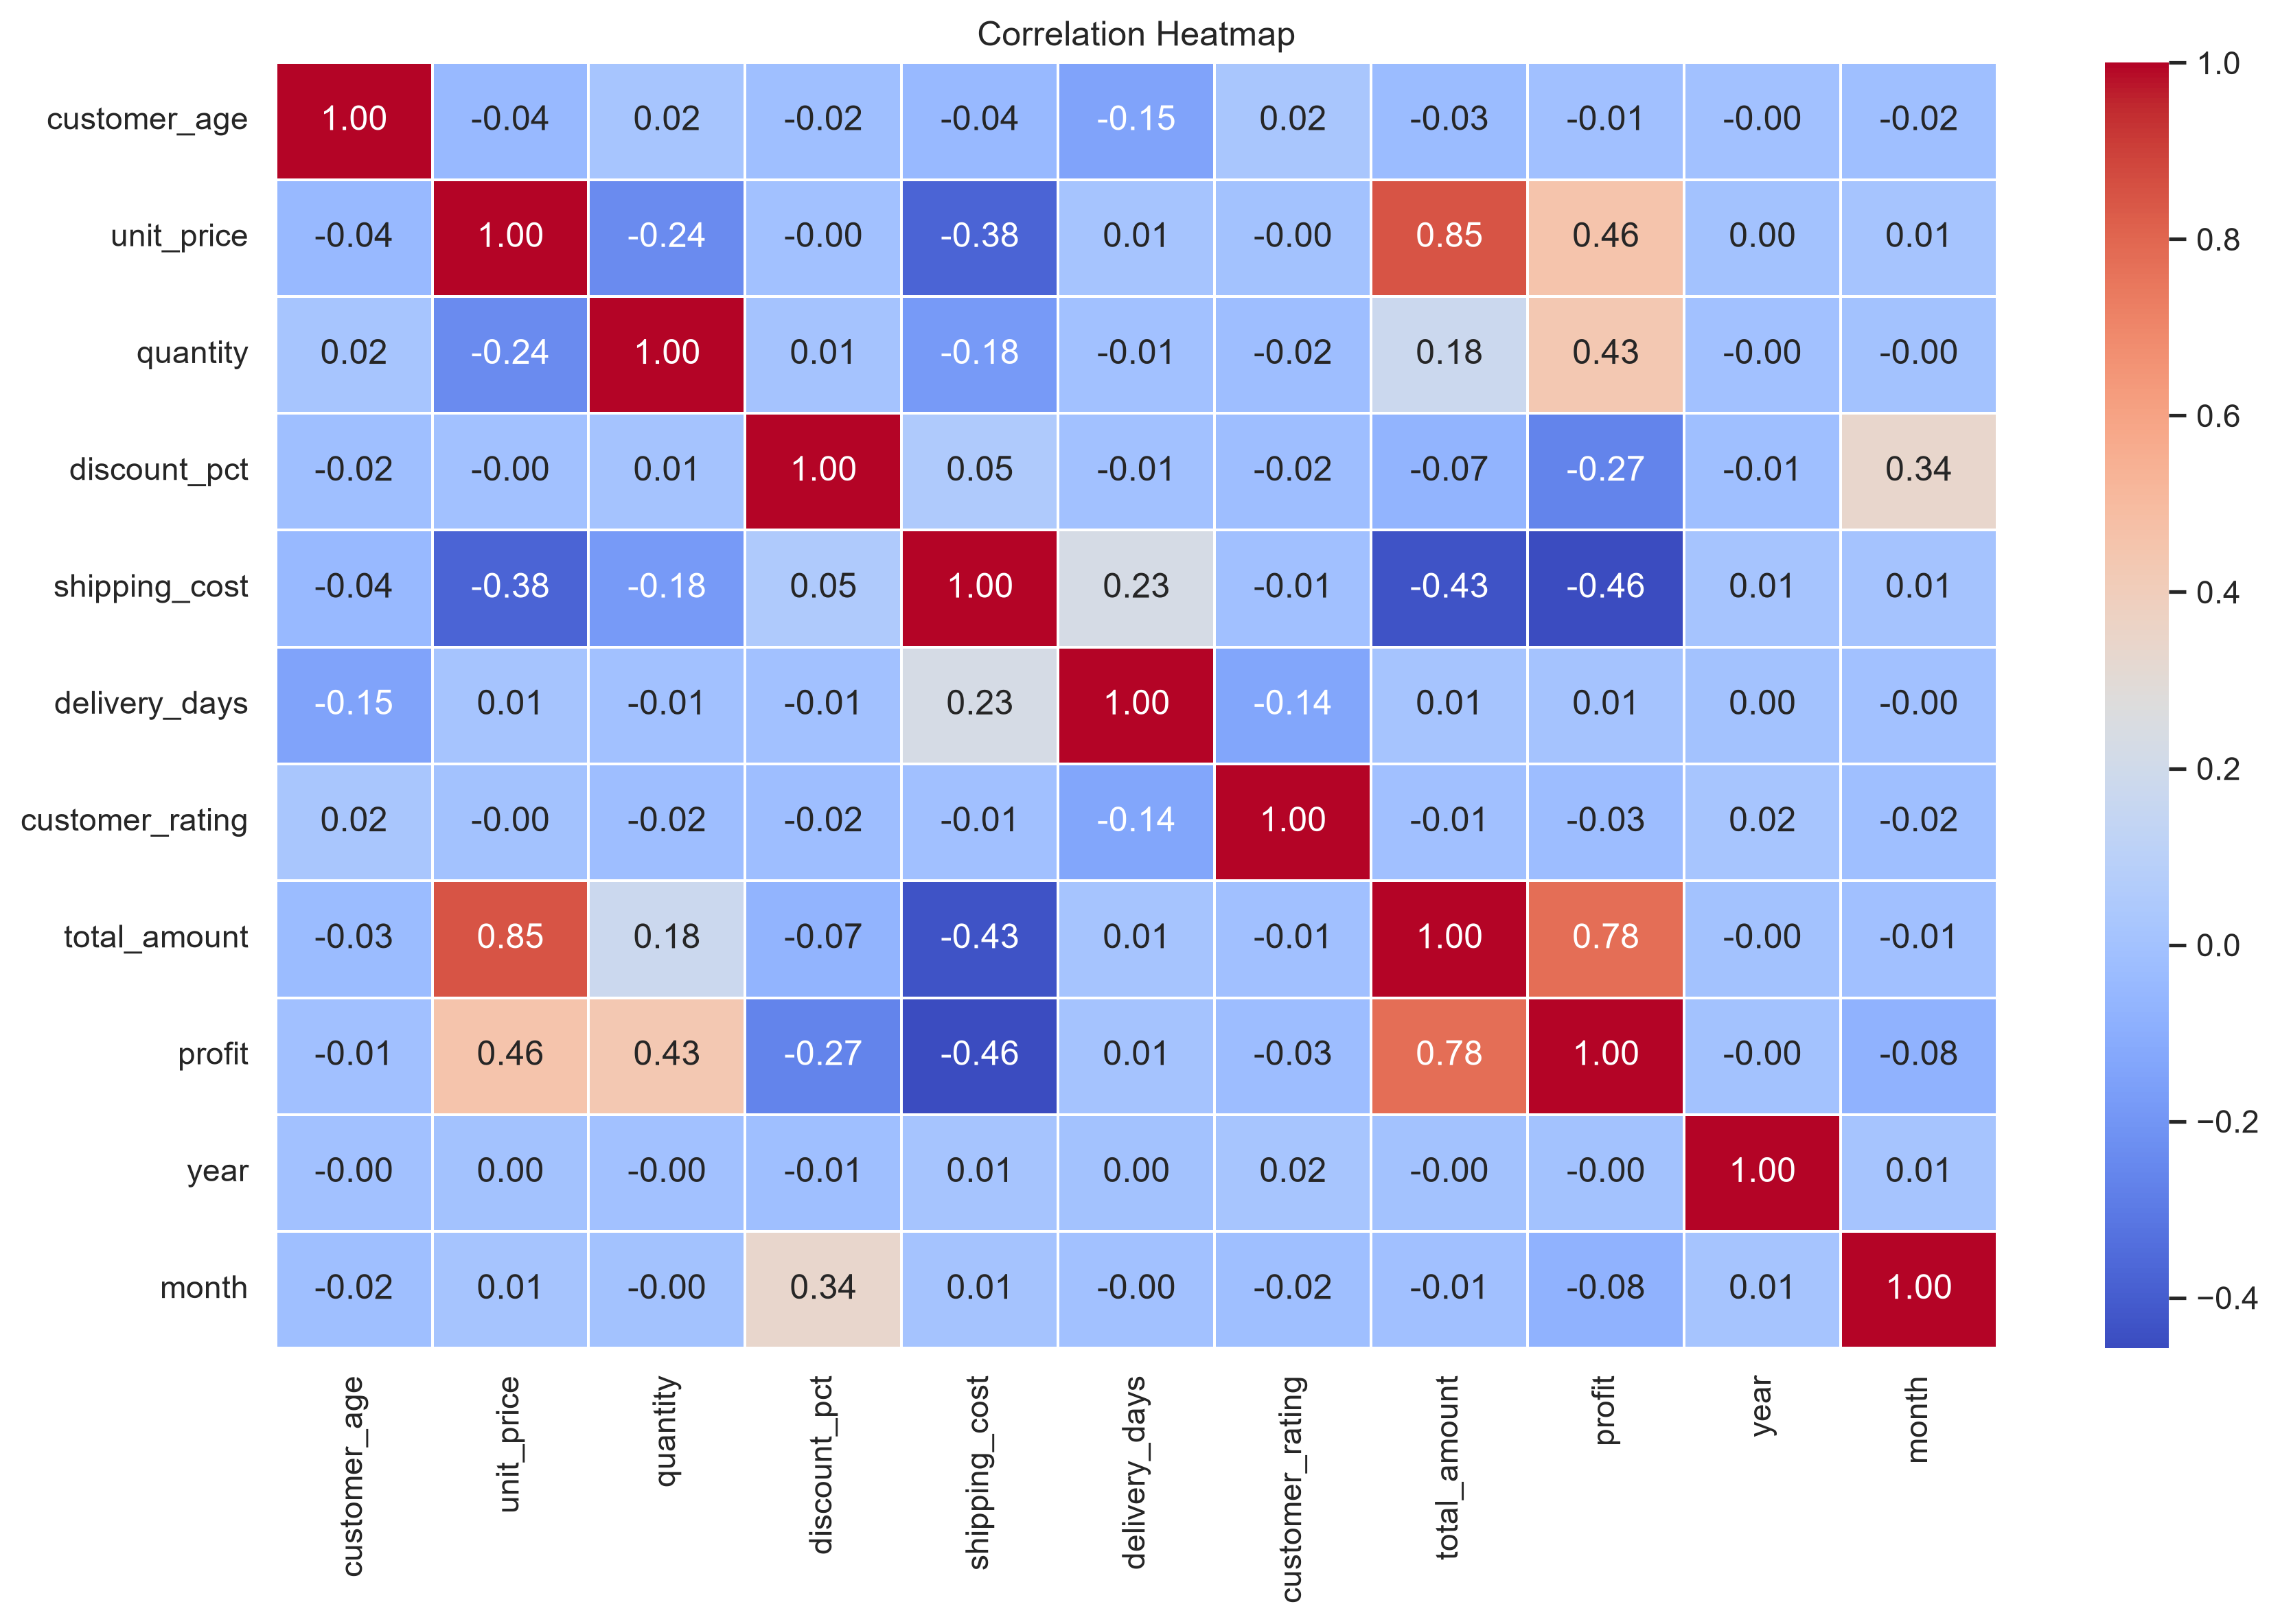 Correlation Heatmap
customer_age 1.00 -0.04 0.02 -0.02 -0.04 -0.15 0.02 -0.03 -0.01 -0.00 -0.02
unit_price -0.04 1.00 -0.24 -0.00 -0.38 0.01 -0.00 0.85 0.46 0.00 0.01
quantity 0.02 -0.24 1.00 0.01 -0.18 -0.01 -0.02 0.18 0.43 -0.00 -0.00
discount_pct -0.02 -0.00 0.01 1.00 0.05 -0.01 -0.02 -0.07 -0.27 -0.01 0.34
shipping_cost -0.04 -0.38 -0.18 0.05 1.00 0.23 -0.01 -0.43 -0.46 0.01 0.01
delivery_days -0.15 0.01 -0.01 -0.01 0.23 1.00 -0.14 0.01 0.01 0.00 -0.00
customer_rating 0.02 -0.00 -0.02 -0.02 -0.01 -0.14 1.00 -0.01 -0.03 0.02 -0.02
total_amount -0.03 0.85 0.18 -0.07 -0.43 0.01 -0.01 1.00 0.78 -0.00 -0.01
profit -0.01 0.46 0.43 -0.27 -0.46 0.01 -0.03 0.78 1.00 -0.00 -0.08
year -0.00 0.00 -0.00 -0.01 0.01 0.00 0.02 -0.00 -0.00 1.00 0.01
month -0.02 0.01 -0.00 0.34 0.01 -0.00 -0.02 -0.01 -0.08 0.01 1.00
customer_age
unit_price
quantity
discount_pct
shipping_cost
delivery_days
customer_rating
total_amount
profit
year
month
1.0
0.8
0.6
0.4
0.2
0.0
−0.2
−0.4